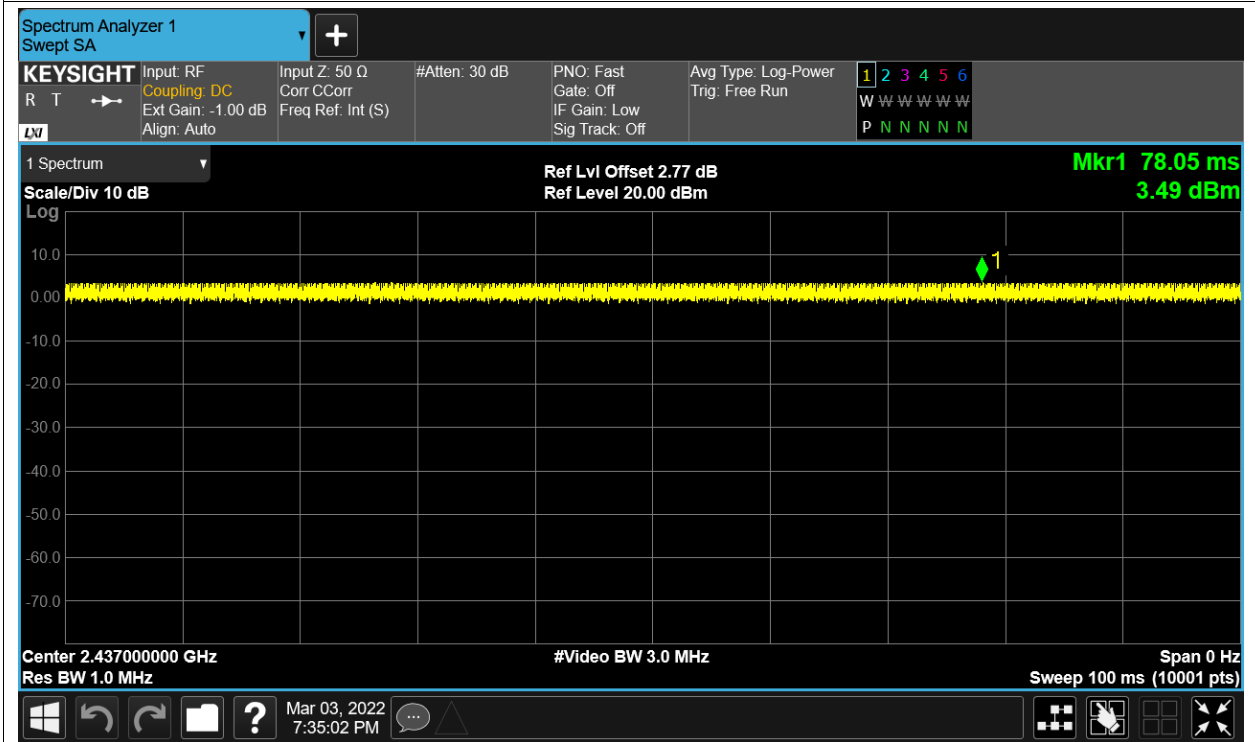 Spectrum Analyzer 1
Swept SA
+
KEYSIGHT
R T
LXI
Input: RF
Coupling: DC
Ext Gain: -1.00 dB
Align: Auto
Input Z: 50 Ω
Corr CCorr
Freq Ref: Int (S)
#Atten: 30 dB
PNO: Fast
Gate: Off
IF Gain: Low
Sig Track: Off
Avg Type: Log-Power
Trig: Free Run
1 2 3 4 5 6
W W W W W W
P N N N N N
1 Spectrum
Scale/Div 10 dB
Ref Lvl Offset 2.77 dB
Ref Level 20.00 dBm
Mkr1 78.05 ms
3.49 dBm
Log
10.0
1
0.00
-10.0
-20.0
-30.0
-40.0
-50.0
-60.0
-70.0
Center 2.437000000 GHz
Res BW 1.0 MHz
#Video BW 3.0 MHz
Span 0 Hz
Sweep 100 ms (10001 pts)
?
Mar 03, 2022
7:35:02 PM